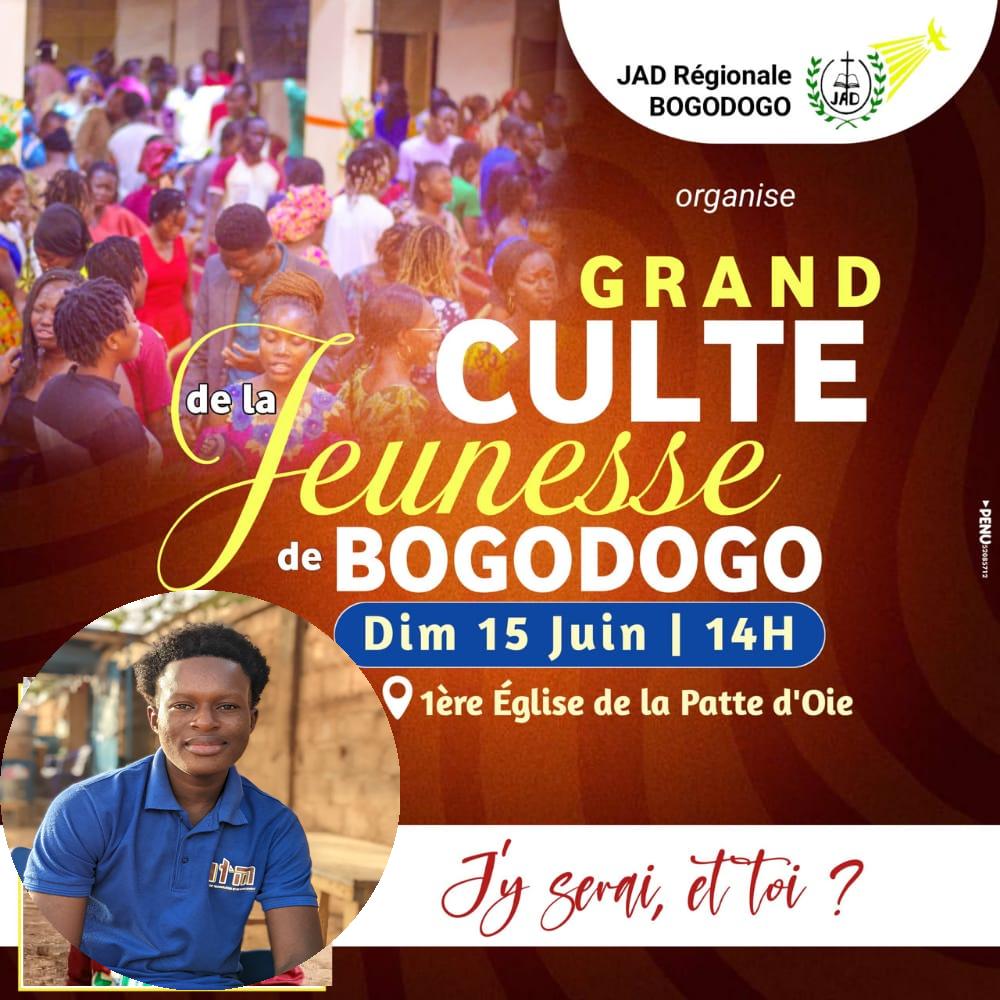 JAD Régionale
BOGODOGO
JAD
organise
GRAND
CULTE
de la
Jeunesse
de BOGODOGO
Dim 15 Juin | 14H
1ère Église de la Patte d'Oie
PENU
J'y serai, et toi ?